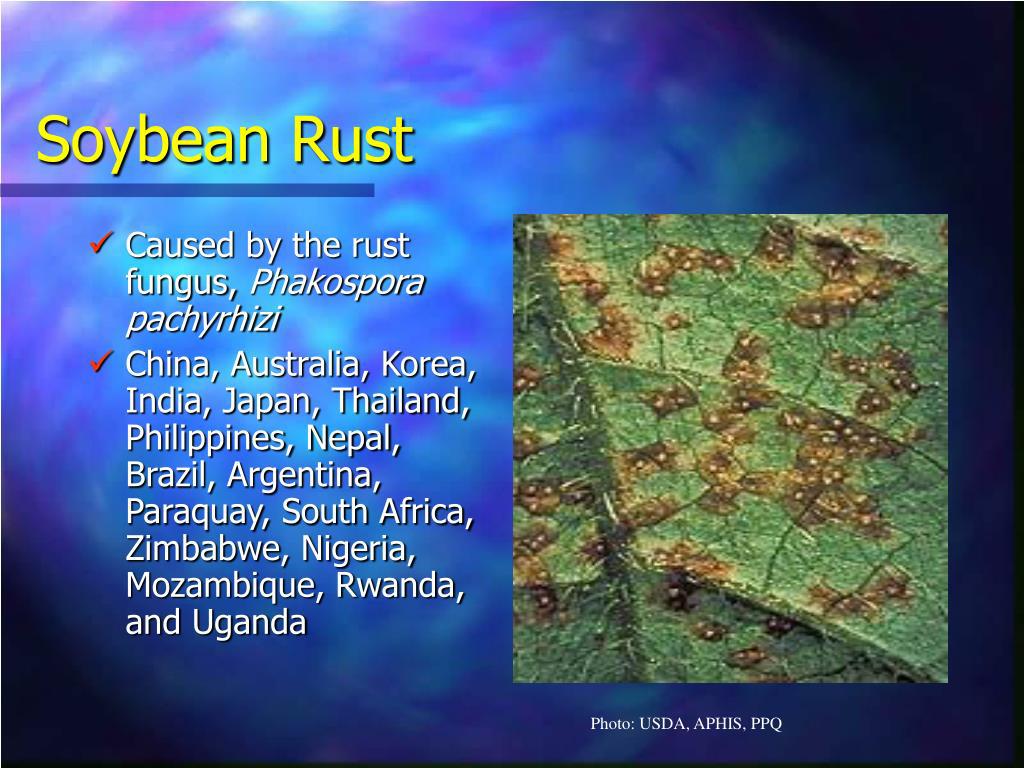 Soybean Rust
Caused by the rust
fungus, Phakospora
pachyrhizi
China, Australia, Korea,
India, Japan, Thailand,
Philippines, Nepal,
Brazil, Argentina,
Paraquay, South Africa,
Zimbabwe, Nigeria,
Mozambique, Rwanda,
and Uganda
Photo: USDA, APHIS, PPQ